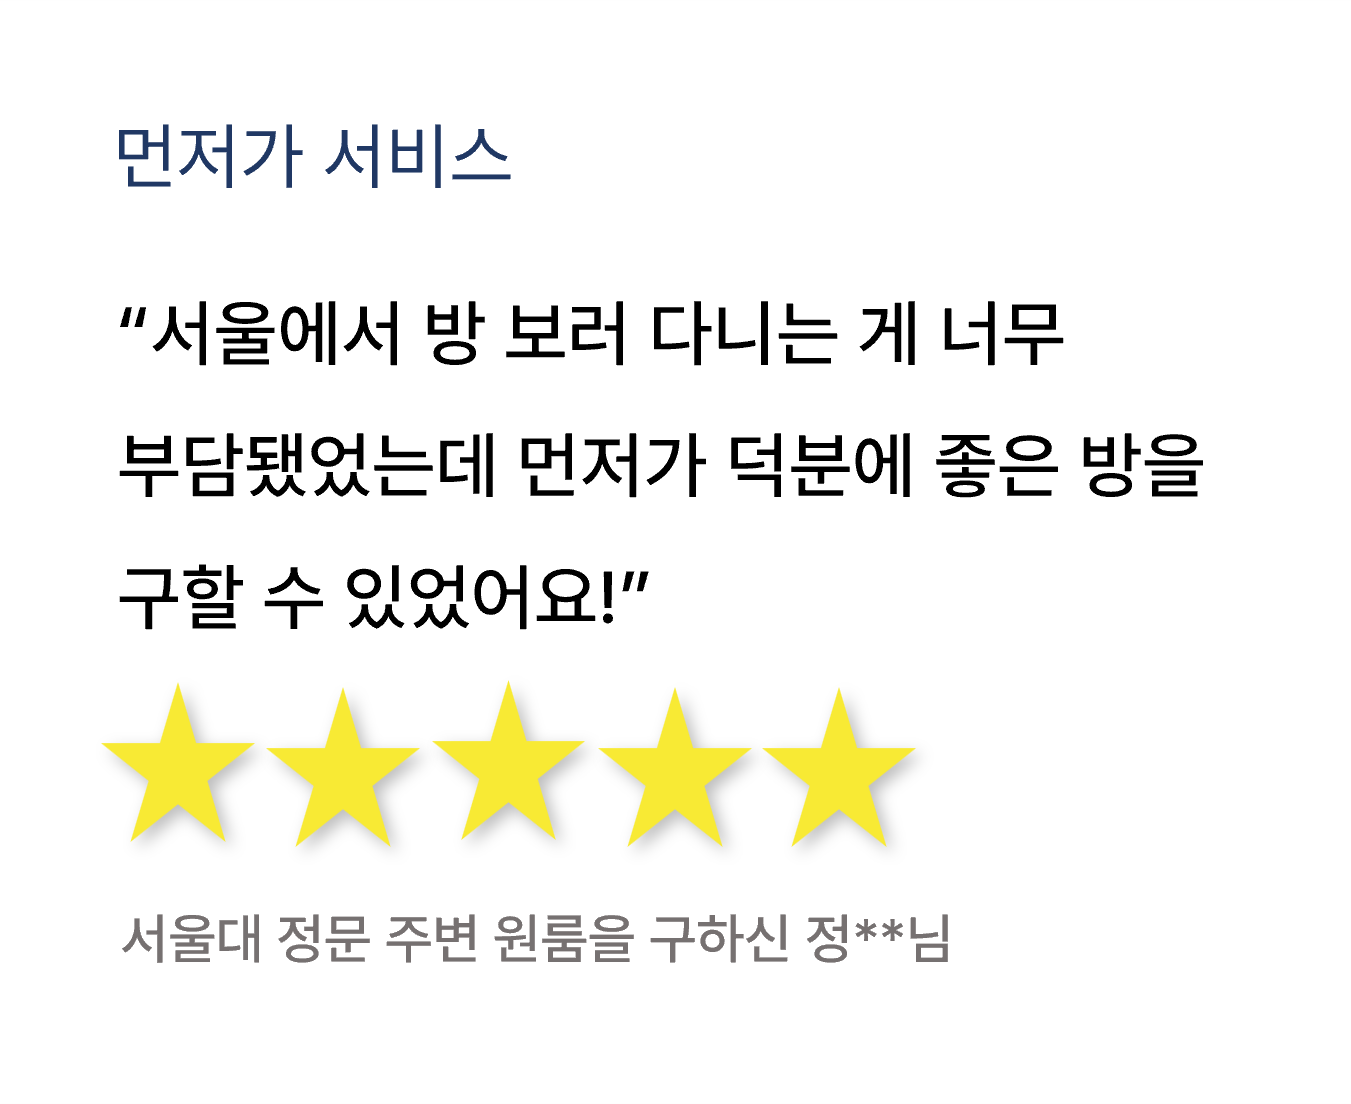 먼저가 서비스
“서울에서 방 보러 다니는 게 너무
부담됐었는데 먼저가 덕분에 좋은 방을
구할 수 있었어요!”
서울대 정문 주변 원룸을 구하신 정**님